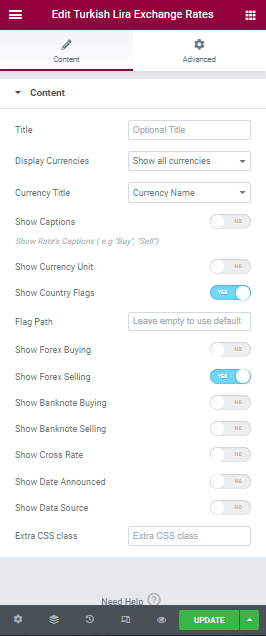 Edit Turkish Lira Exchange Rates
Content
Advanced
Content
Title
Optional Title
Display Currencies
Show all currencies
Currency Title
Currency Name
Show Captions
NO
Show Rate's Captions ( e.g "Buy", "Sell")
Show Currency Unit
NO
Show Country Flags
YES
Flag Path
Leave empty to use default
Show Forex Buying
NO
Show Forex Selling
YES
Show Banknote Buying
NO
Show Banknote Selling
NO
Show Cross Rate
NO
Show Date Announced
NO
Show Data Source
NO
Extra CSS class
Extra CSS class
Need Help ?
UPDATE